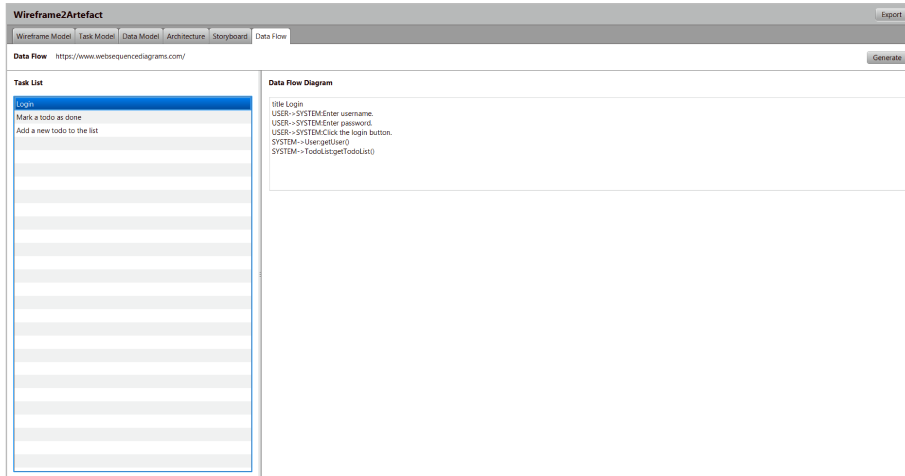 Wireframe2Artefact
Export
Wireframe Model Task Model Data Model Architecture Storyboard Data Flow
Data Flow https://www.websequencediagrams.com/
Generate
Task List
Login
Mark a todo as done
Add a new todo to the list
Data Flow Diagram
title Login
USER->SYSTEM:Enter username.
USER->SYSTEM:Enter password.
USER->SYSTEM:Click the login button.
SYSTEM->User:getUser()
SYSTEM->TodoList:getTodoList()